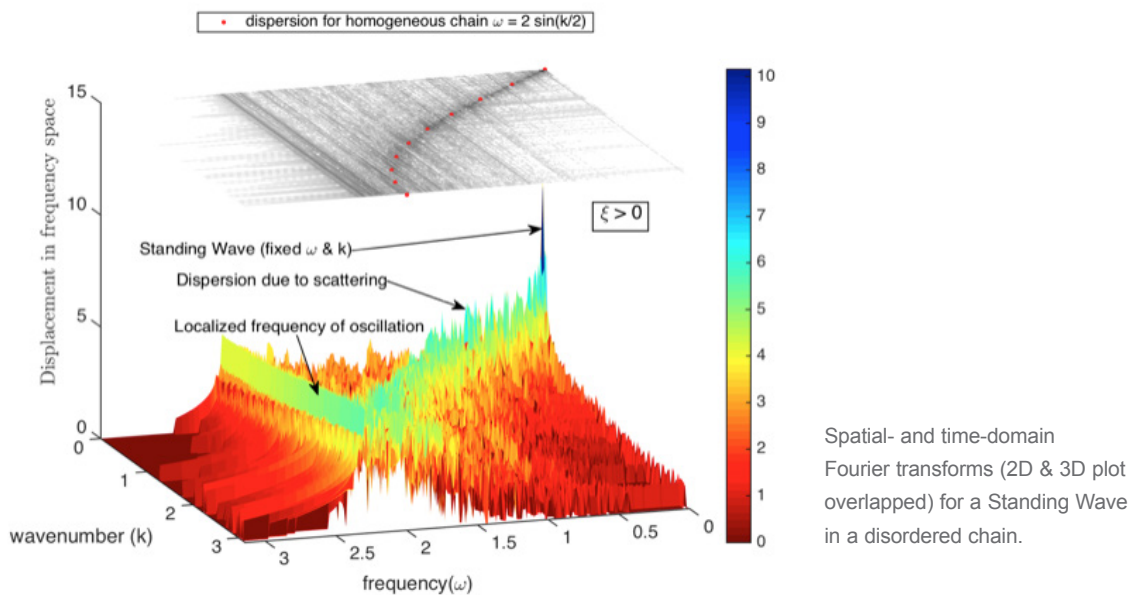 dispersion for homogeneous chain ω = 2 sin(k/2)
Displacement in frequency space
15
10
5
0
0
1
2
3
wavenumber (k)
3
2.5
2
1.5
1
0.5
0
frequency(ω)
Standing Wave (fixed ω & k)
Dispersion due to scattering
Localized frequency of oscillation
ξ > 0
10
9
8
7
6
5
4
3
2
1
0
Spatial- and time-domain
Fourier transforms (2D & 3D plot
overlapped) for a Standing Wave
in a disordered chain.